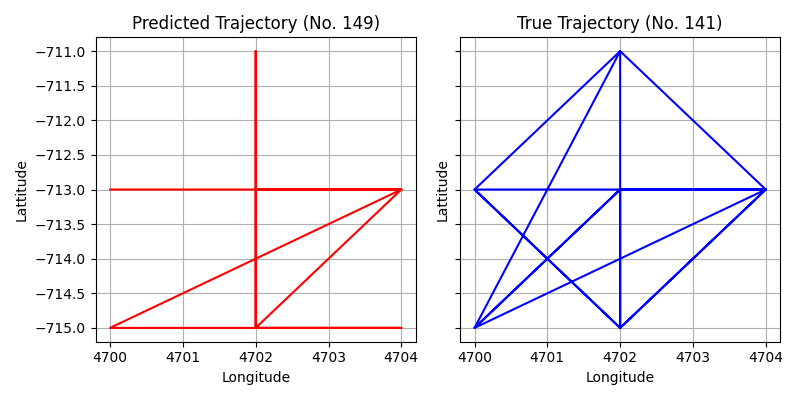 Predicted Trajectory (No. 149)
True Trajectory (No. 141)
−711.0
−711.5
−712.0
−712.5
−713.0
−713.5
−714.0
−714.5
−715.0
Lattitude
Lattitude
4700 4701 4702 4703 4704
4700 4701 4702 4703 4704
Longitude
Longitude